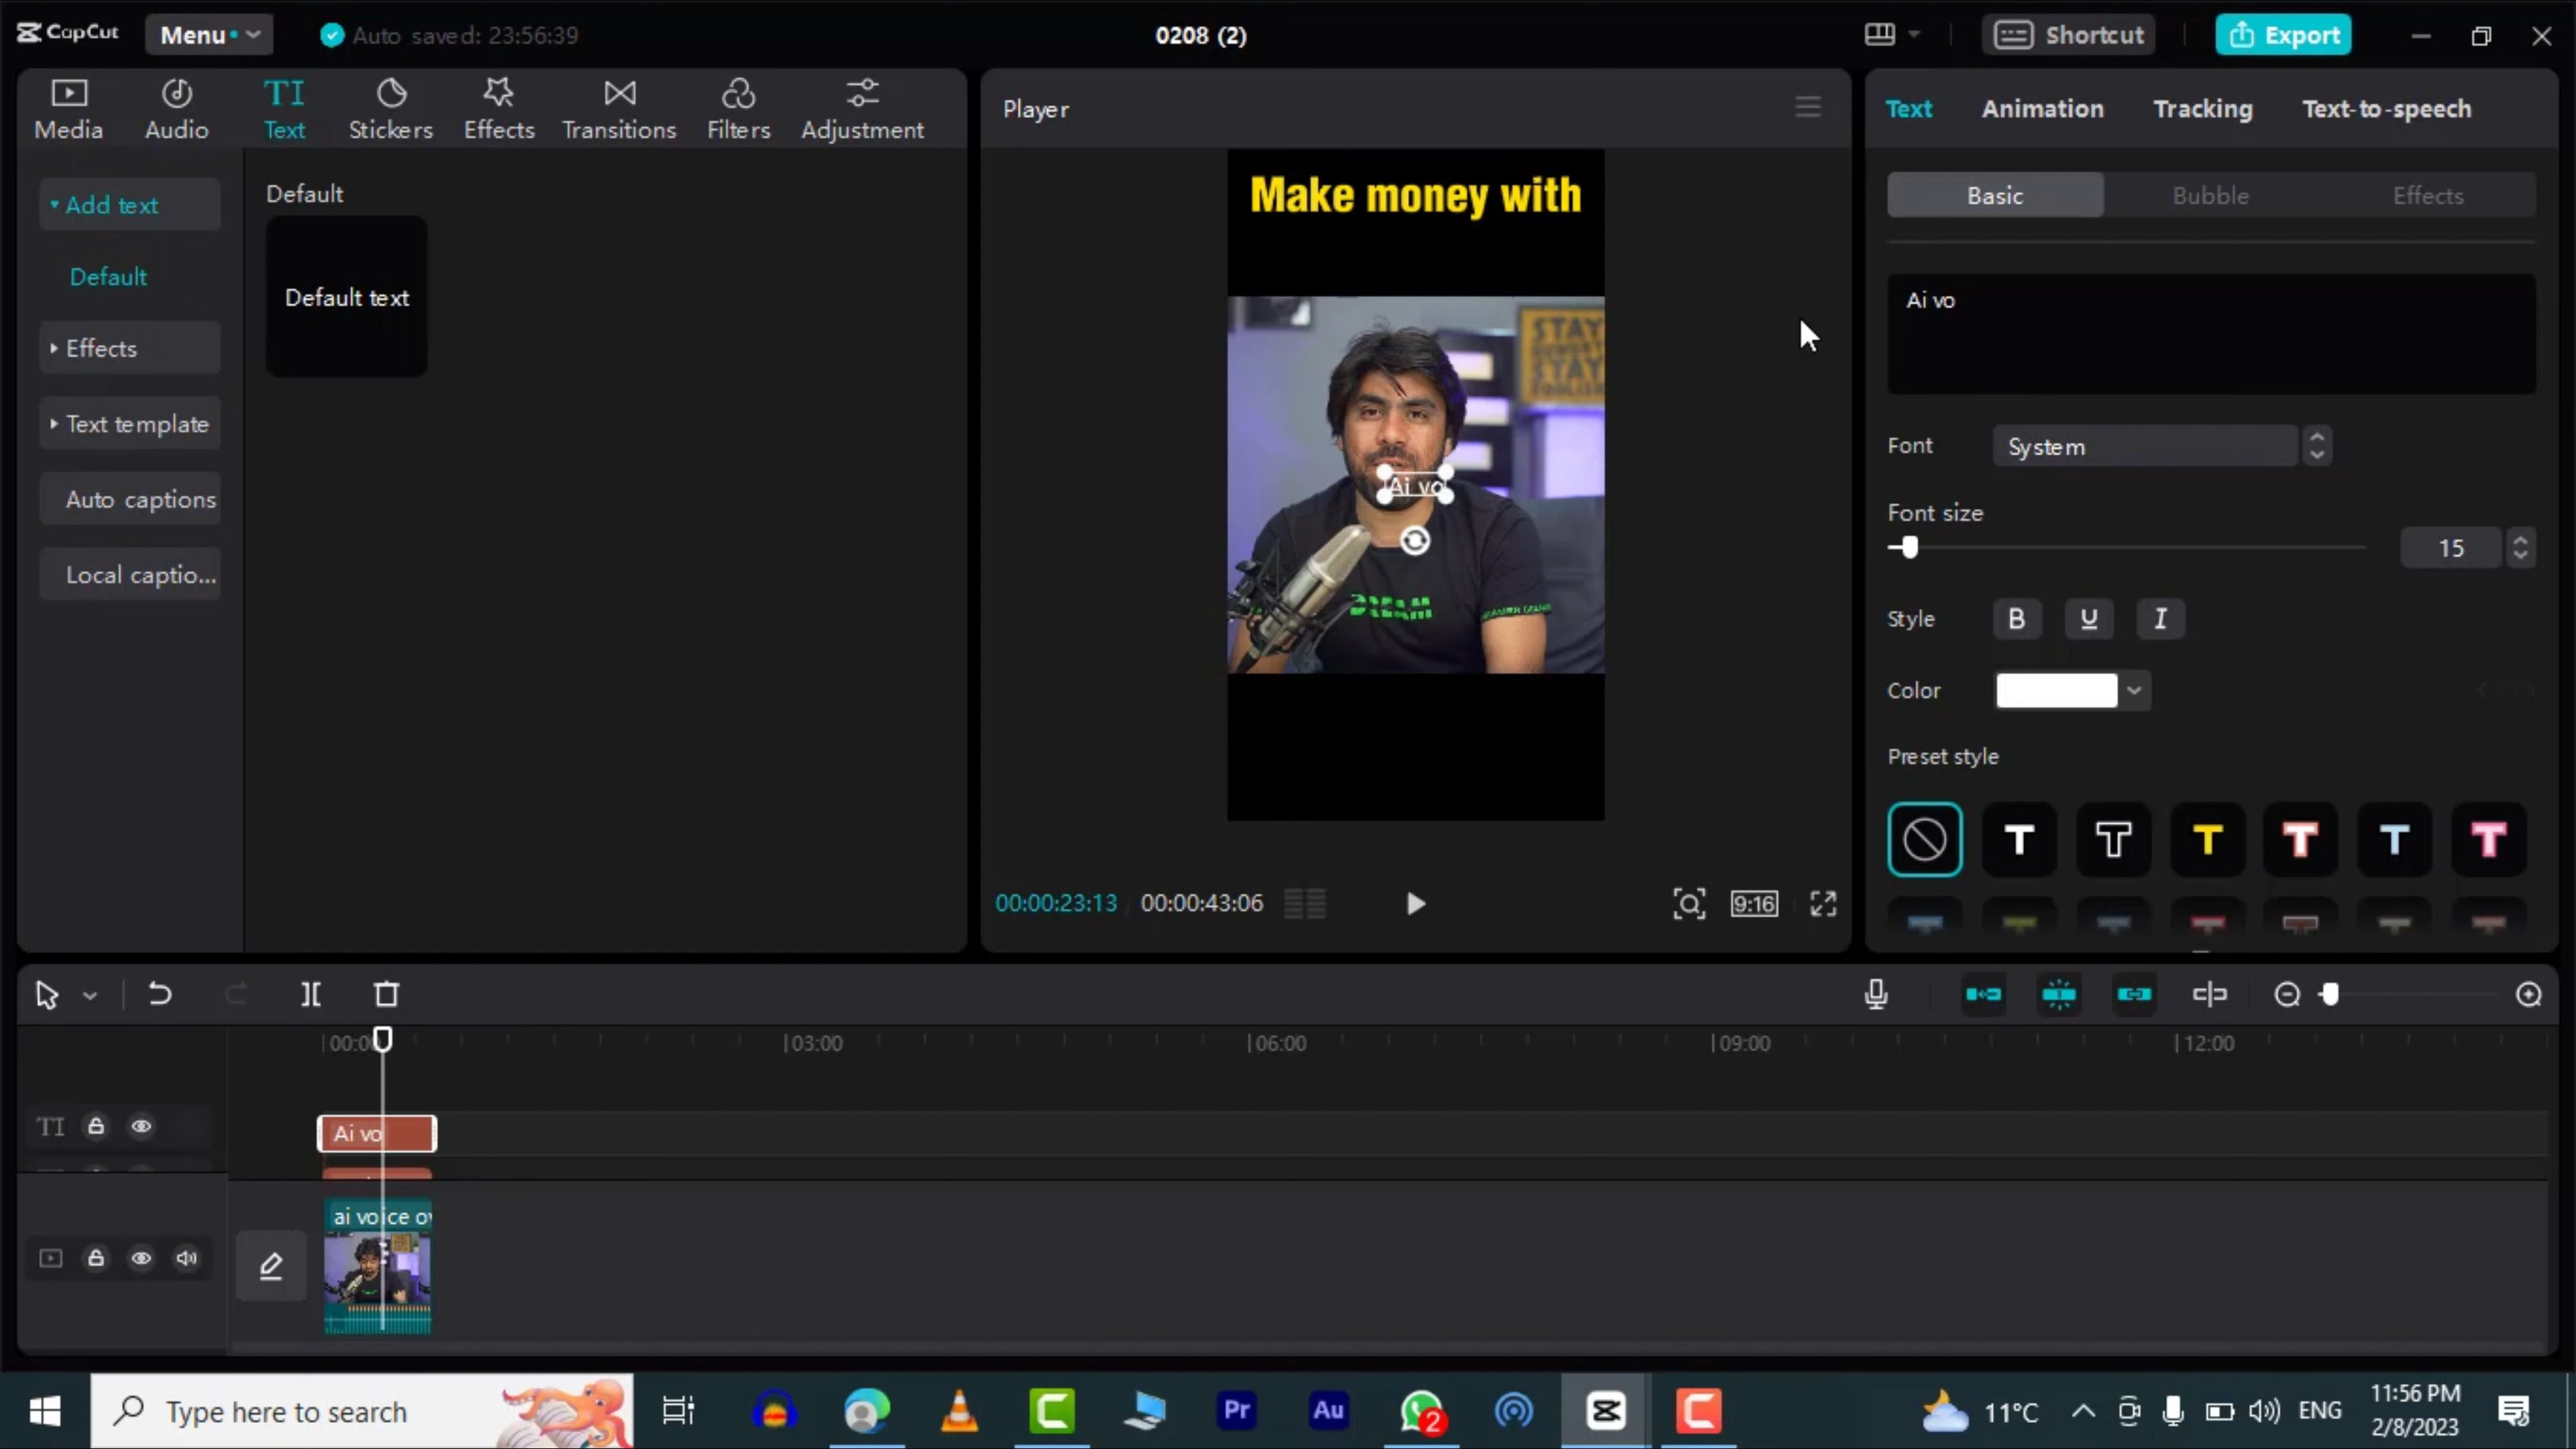 CapCut
Menu
Auto saved: 23:56:39
0208 (2)
Shortcut
Export
Media
Audio
TI
Text
Stickers
Effects
Transitions
Filters
Adjustment
Add text
Default
Effects
Text template
Auto captions
Local captio...
Default
Default text
Player
Make money with
STAY
STAY
Ai vo
DREAM
00:00:23:13
00:00:43:06
9:16
Text
Animation
Tracking
Text-to-speech
Basic
Bubble
Effects
Ai vo
Font
System
Font size
15
Style
B
U
I
Color
Preset style
T T T T T T
00:0
03:00
06:00
09:00
12:00
TI
Ai vo
ai voice o
Type here to search
Pr
Au
2
11°C
ENG
11:56 PM
2/8/2023